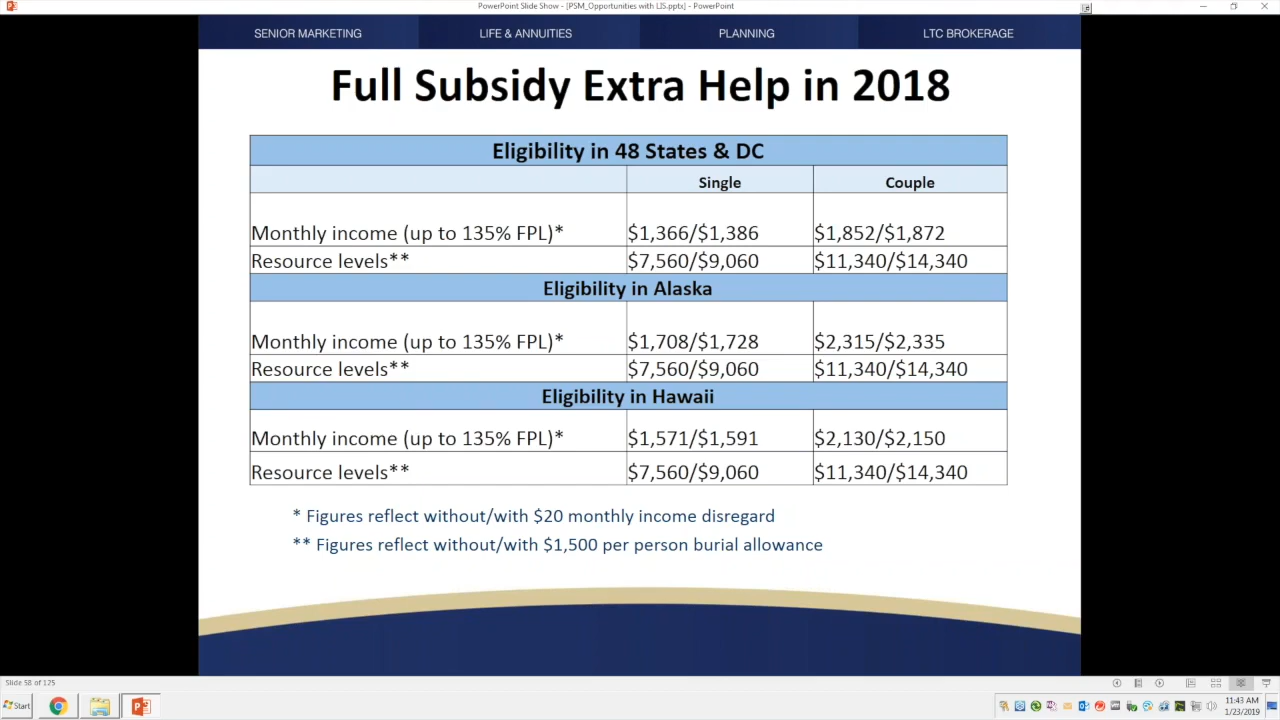 PowerPoint Slide Show - [PSM_Opportunities with LIS.pptx] - PowerPoint
SENIOR MARKETING LIFE & ANNUITIES PLANNING LTC BROKERAGE
Full Subsidy Extra Help in 2018
Eligibility in 48 States & DC
Single Couple
Monthly income (up to 135% FPL)* $1,366/$1,386 $1,852/$1,872
Resource levels** $7,560/$9,060 $11,340/$14,340
Eligibility in Alaska
Monthly income (up to 135% FPL)* $1,708/$1,728 $2,315/$2,335
Resource levels** $7,560/$9,060 $11,340/$14,340
Eligibility in Hawaii
Monthly income (up to 135% FPL)* $1,571/$1,591 $2,130/$2,150
Resource levels** $7,560/$9,060 $11,340/$14,340
* Figures reflect without/with $20 monthly income disregard
** Figures reflect without/with $1,500 per person burial allowance
Slide 58 of 125
Start
11:43 AM
1/23/2019